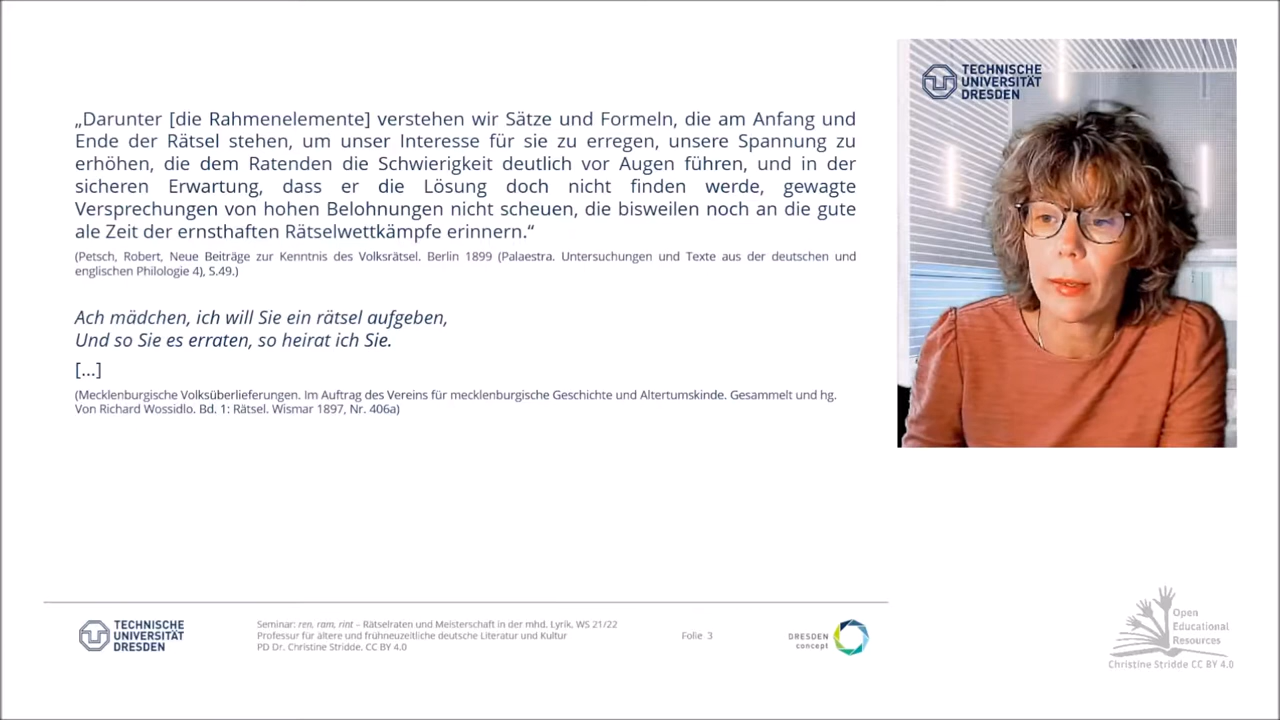 „Darunter [die Rahmenelemente] verstehen wir Sätze und Formeln, die am Anfang und
Ende der Rätsel stehen, um unser Interesse für sie zu erregen, unsere Spannung zu
erhöhen, die dem Ratenden die Schwierigkeit deutlich vor Augen führen, und in der
sicheren Erwartung, dass er die Lösung doch nicht finden werde, gewagte
Versprechungen von hohen Belohnungen nicht scheuen, die bisweilen noch an die gute
ale Zeit der ernsthaften Rätselwettkämpfe erinnern.“
(Petsch, Robert, Neue Beiträge zur Kenntnis des Volksrätsel. Berlin 1899 (Palaestra. Untersuchungen und Texte aus der deutschen und
englischen Philologie 4), S.49.)
Ach mädchen, ich will Sie ein rätsel aufgeben,
Und so Sie es erraten, so heirat ich Sie.
[...]
(Mecklenburgische Volksüberlieferungen. Im Auftrag des Vereins für mecklenburgische Geschichte und Altertumskinde. Gesammelt und hg.
Von Richard Wossidlo. Bd. 1: Rätsel. Wismar 1897, Nr. 406a)
TECHNISCHE
UNIVERSITÄT
DRESDEN
TECHNISCHE
UNIVERSITÄT
DRESDEN
Seminar: ren, ram, rint – Rätselraten und Meisterschaft in der mhd. Lyrik, WS 21/22
Professur für ältere und frühneuzeitliche deutsche Literatur und Kultur
PD Dr. Christine Stridde. CC BY 4.0
Folie 3
DRESDEN
concept
Open
Educational
Resources
Christine Stridde CC BY 4.0